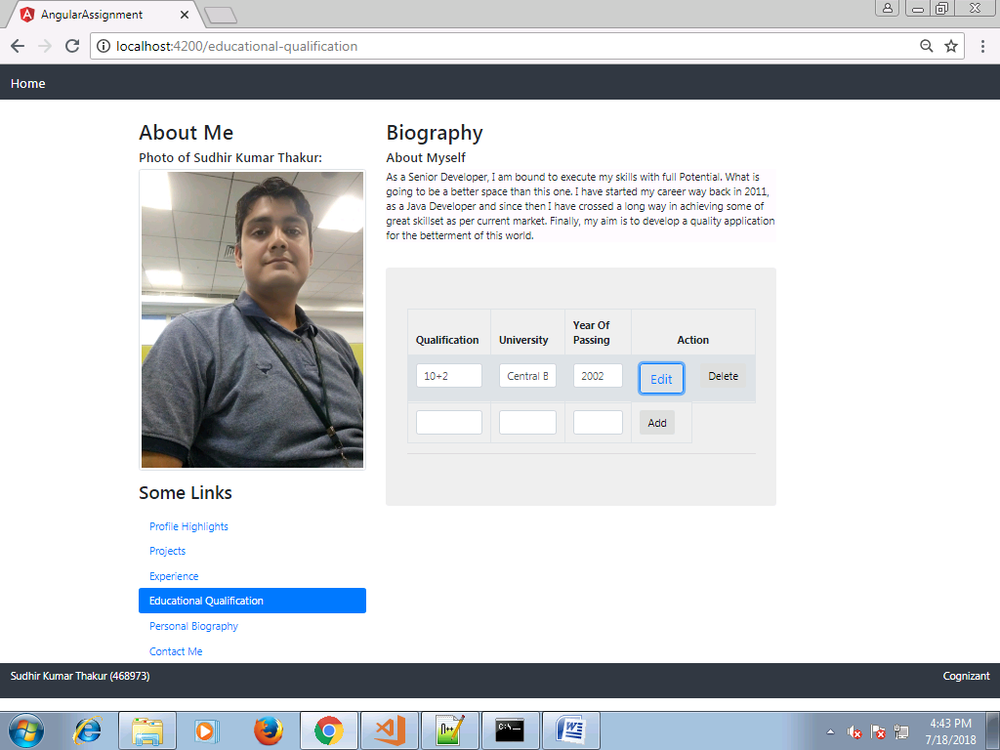 AngularAssignment
localhost:4200/educational-qualification
Home
About Me
Photo of Sudhir Kumar Thakur:
Some Links
Profile Highlights
Projects
Experience
Educational Qualification
Personal Biography
Contact Me
Biography
About Myself
As a Senior Developer, I am bound to execute my skills with full Potential. What is
going to be a better space than this one. I have started my career way back in 2011,
as a Java Developer and since then I have crossed a long way in achieving some of
great skillset as per current market. Finally, my aim is to develop a quality application
for the betterment of this world.
Qualification University Year Of Passing Action
10+2 Central B 2002 Edit Delete
Add
Sudhir Kumar Thakur (468973) Cognizant
4:43 PM
7/18/2018